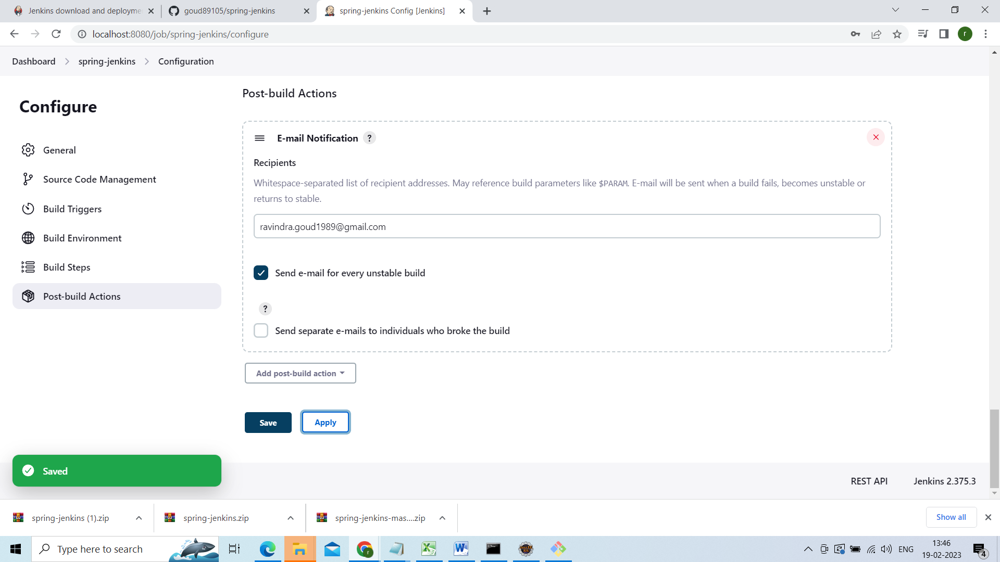 Jenkins download and deployme
goud89105/spring-jenkins
spring-jenkins Config [Jenkins]
localhost:8080/job/spring-jenkins/configure
r
Dashboard
spring-jenkins
Configuration
Configure
General
Source Code Management
Build Triggers
Build Environment
Build Steps
Post-build Actions
Post-build Actions
E-mail Notification ?
Recipients
Whitespace-separated list of recipient addresses. May reference build parameters like $PARAM. E-mail will be sent when a build fails, becomes unstable or
returns to stable.
ravindra.goud1989@gmail.com
Send e-mail for every unstable build
?
Send separate e-mails to individuals who broke the build
Add post-build action
Save
Apply
Saved
REST API
Jenkins 2.375.3
spring-jenkins (1).zip
spring-jenkins.zip
spring-jenkins-mas....zip
Show all
Type here to search
ENG
13:46
19-02-2023
4